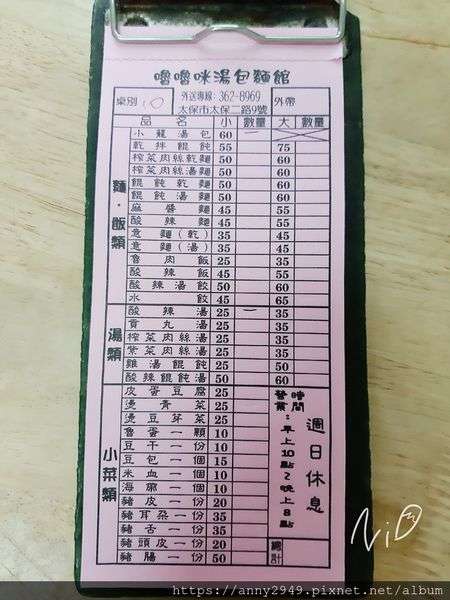 嚕嚕咪湯包麵館
桌別 10 外送專線:362-8969 太保市太保二路9號 外帶
品名 小 數量 大 數量
麵．飯類
小籠湯包 60
乾拌餛飩 55 75
榨菜肉絲乾麵 50 60
榨菜肉絲湯麵 50 60
餛飩乾麵 50 60
餛飩湯麵 50 60
麻醬麵 45 55
酸辣麵 45 55
意麵(乾) 35 45
意麵(湯) 35 45
魯肉飯 25 35
酸辣飯 45 55
酸辣湯餃 50 60
水餃 45 65
湯類
酸辣湯 25 35
貢丸湯 25 35
榨菜肉絲湯 25 35
紫菜肉絲湯 25 35
雞湯餛飩 50 60
酸辣餛飩湯 50 60
小菜類
皮蛋豆腐 25
燙青菜 25
燙豆芽菜 25
魯蛋一顆 10
豆干一份 10
豆包一個 15
米血一個 10
海帶一份 10
豬皮一份 20
豬耳朵一份 35
豬舌一份 35
豬頭皮一份 20
豬腸一份 50
營業時間：早上10點~晚上8點
週日休息
總計
NiO
https://anny2949.pixnet.net/album